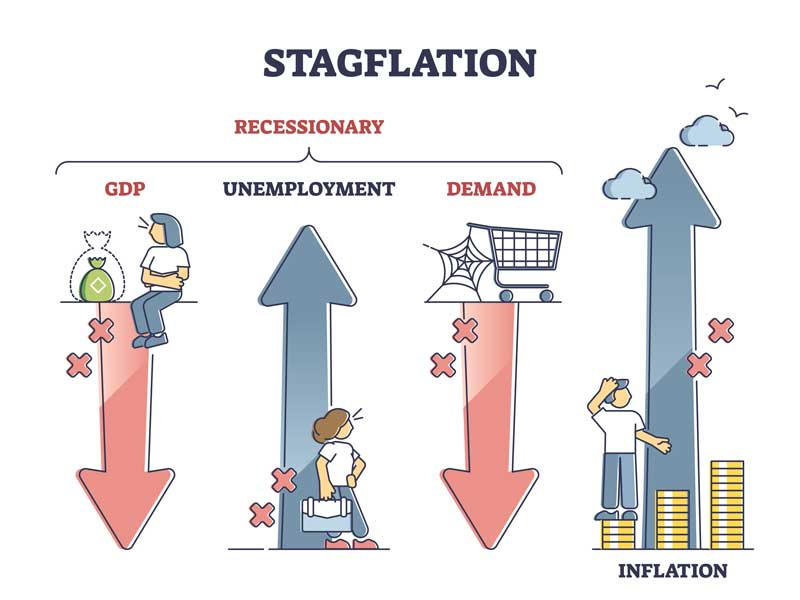 STAGFLATION
RECESSIONARY
GDP
UNEMPLOYMENT
DEMAND
INFLATION